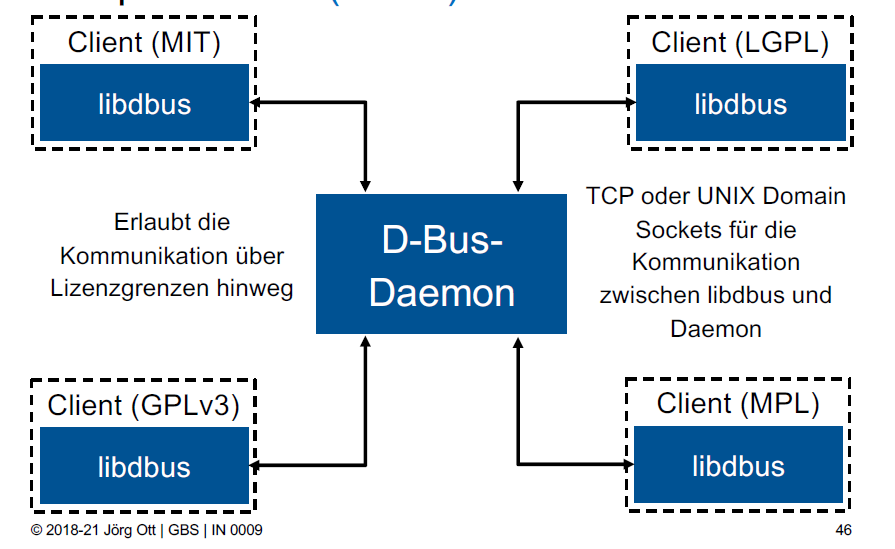 Client (MIT)
libdbus
Client (LGPL)
libdbus
Erlaubt die
Kommunikation über
Lizenzgrenzen hinweg
D-Bus-
Daemon
TCP oder UNIX Domain
Sockets für die
Kommunikation
zwischen libdbus und
Daemon
Client (GPLv3)
libdbus
Client (MPL)
libdbus
© 2018-21 Jörg Ott | GBS | IN 0009
46